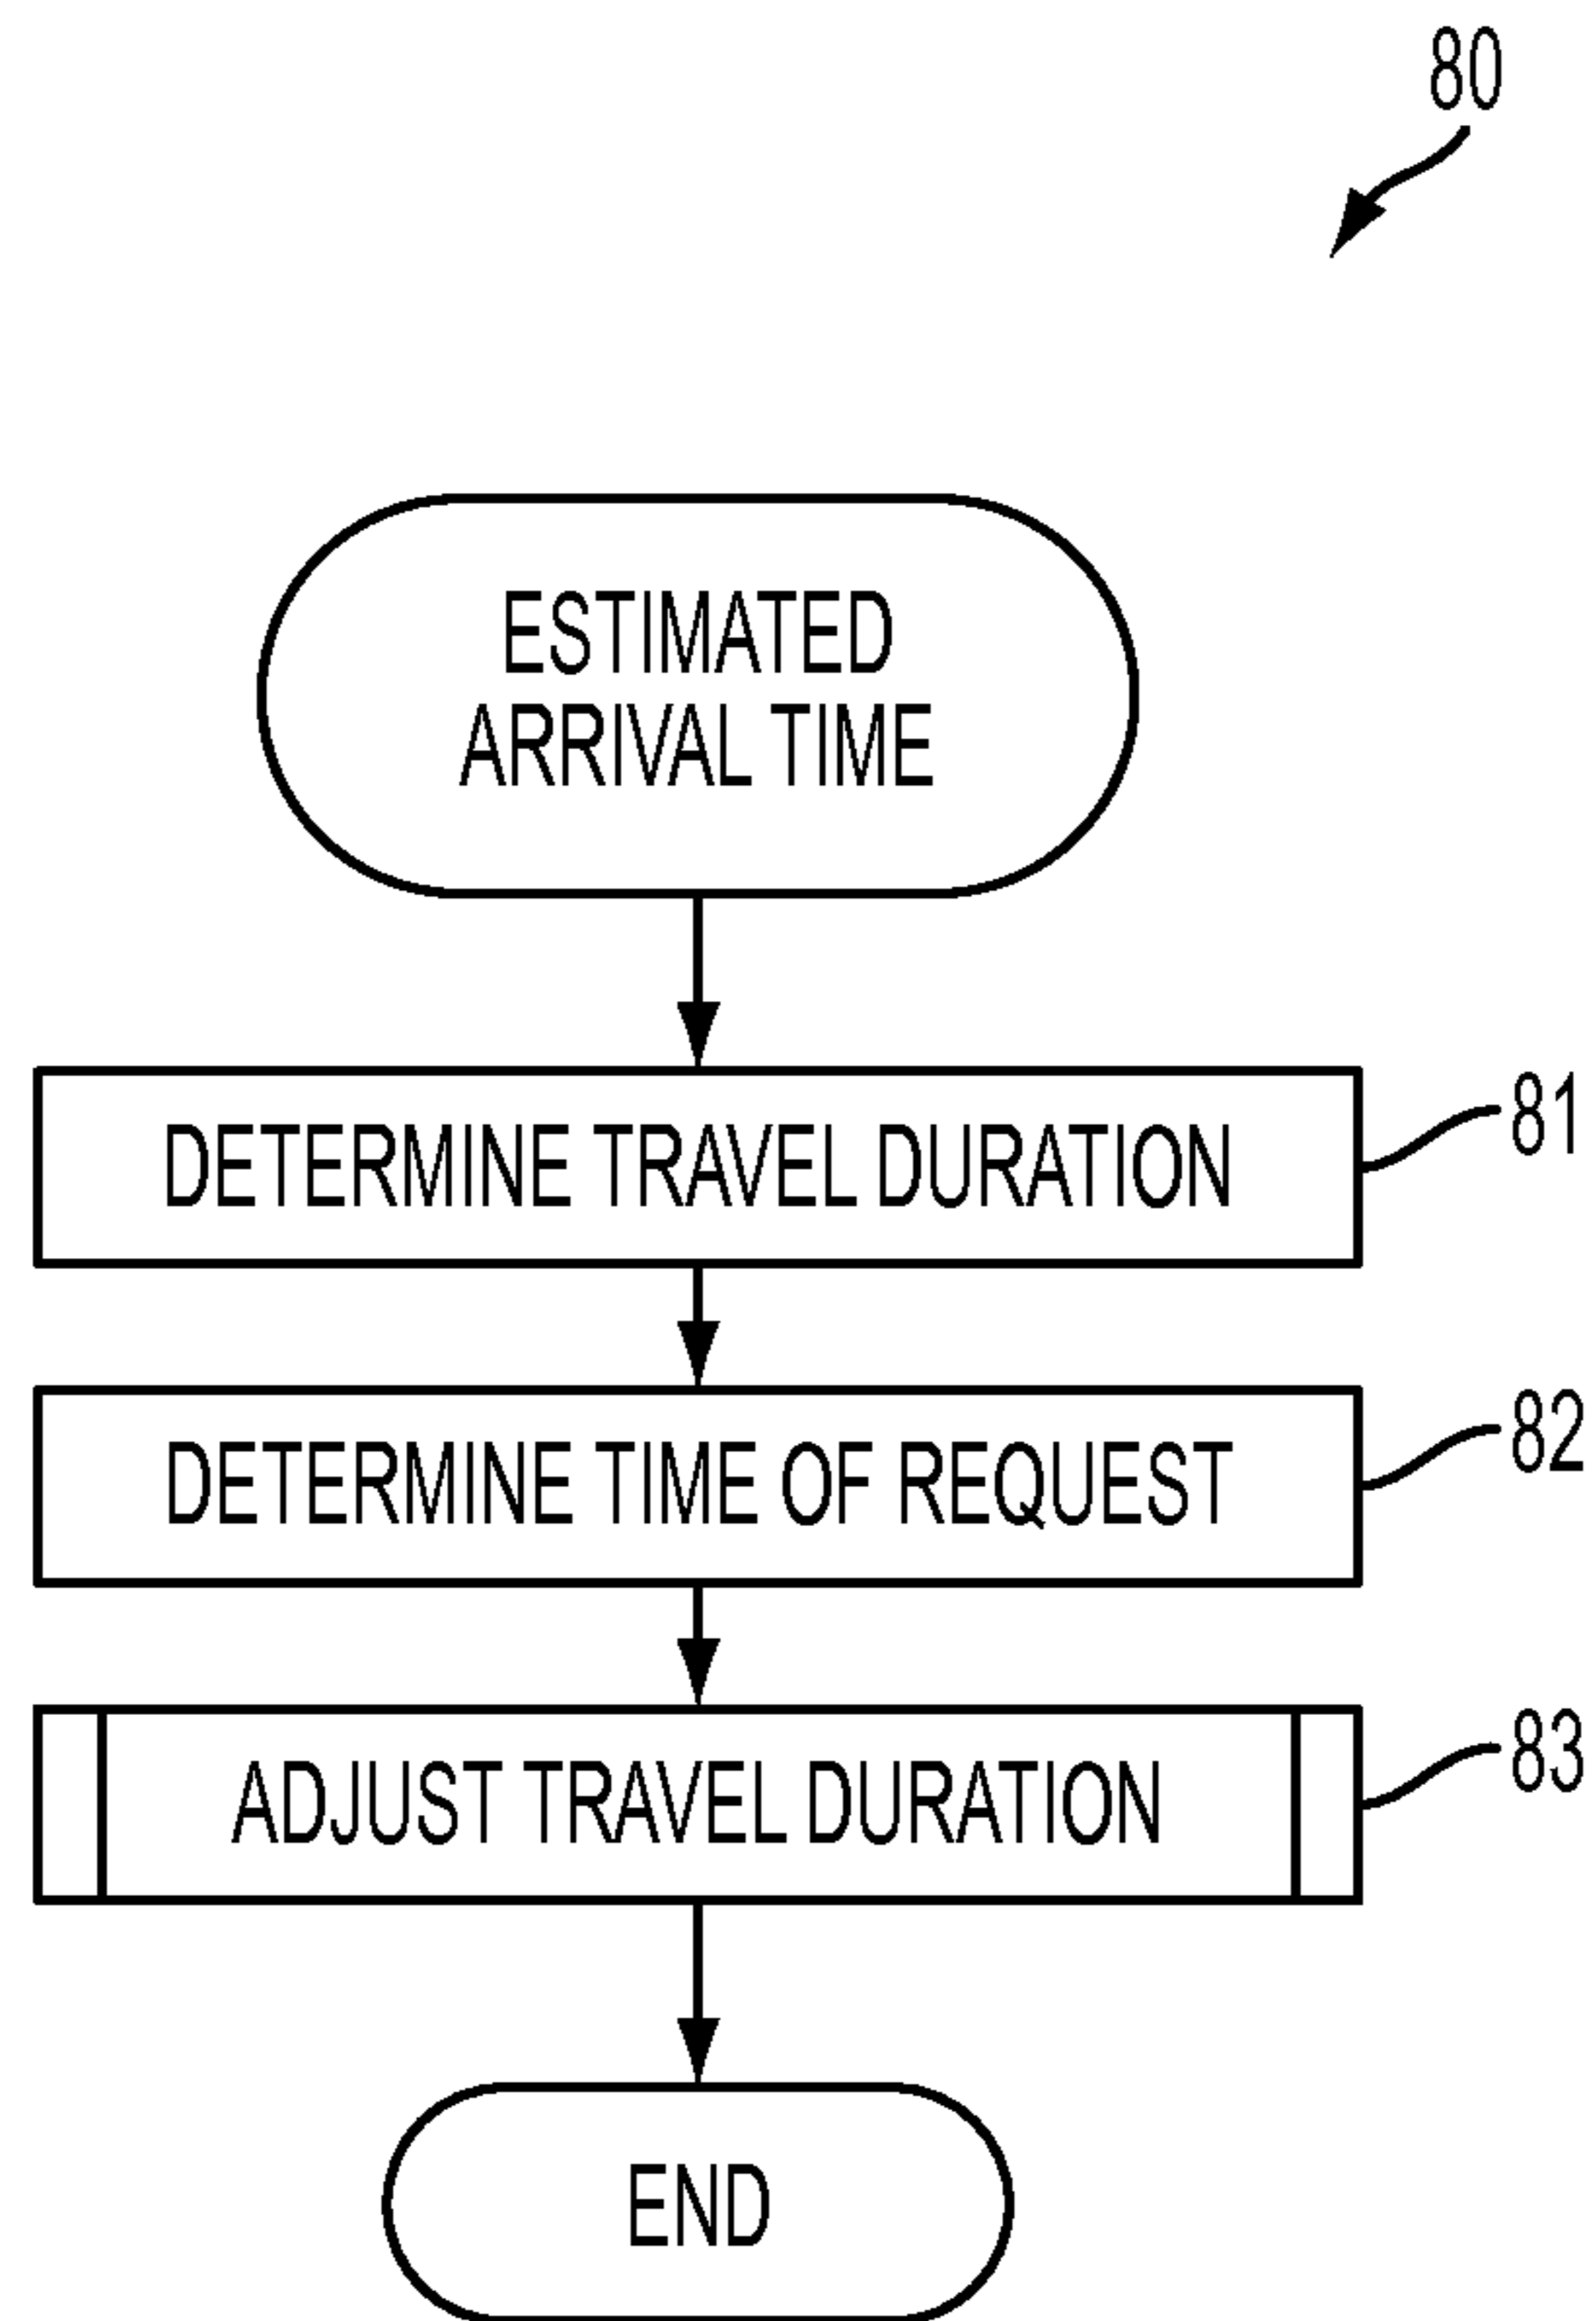 80
ESTIMATED
ARRIVAL TIME
DETERMINE TRAVEL DURATION
81
DETERMINE TIME OF REQUEST
82
ADJUST TRAVEL DURATION
83
END